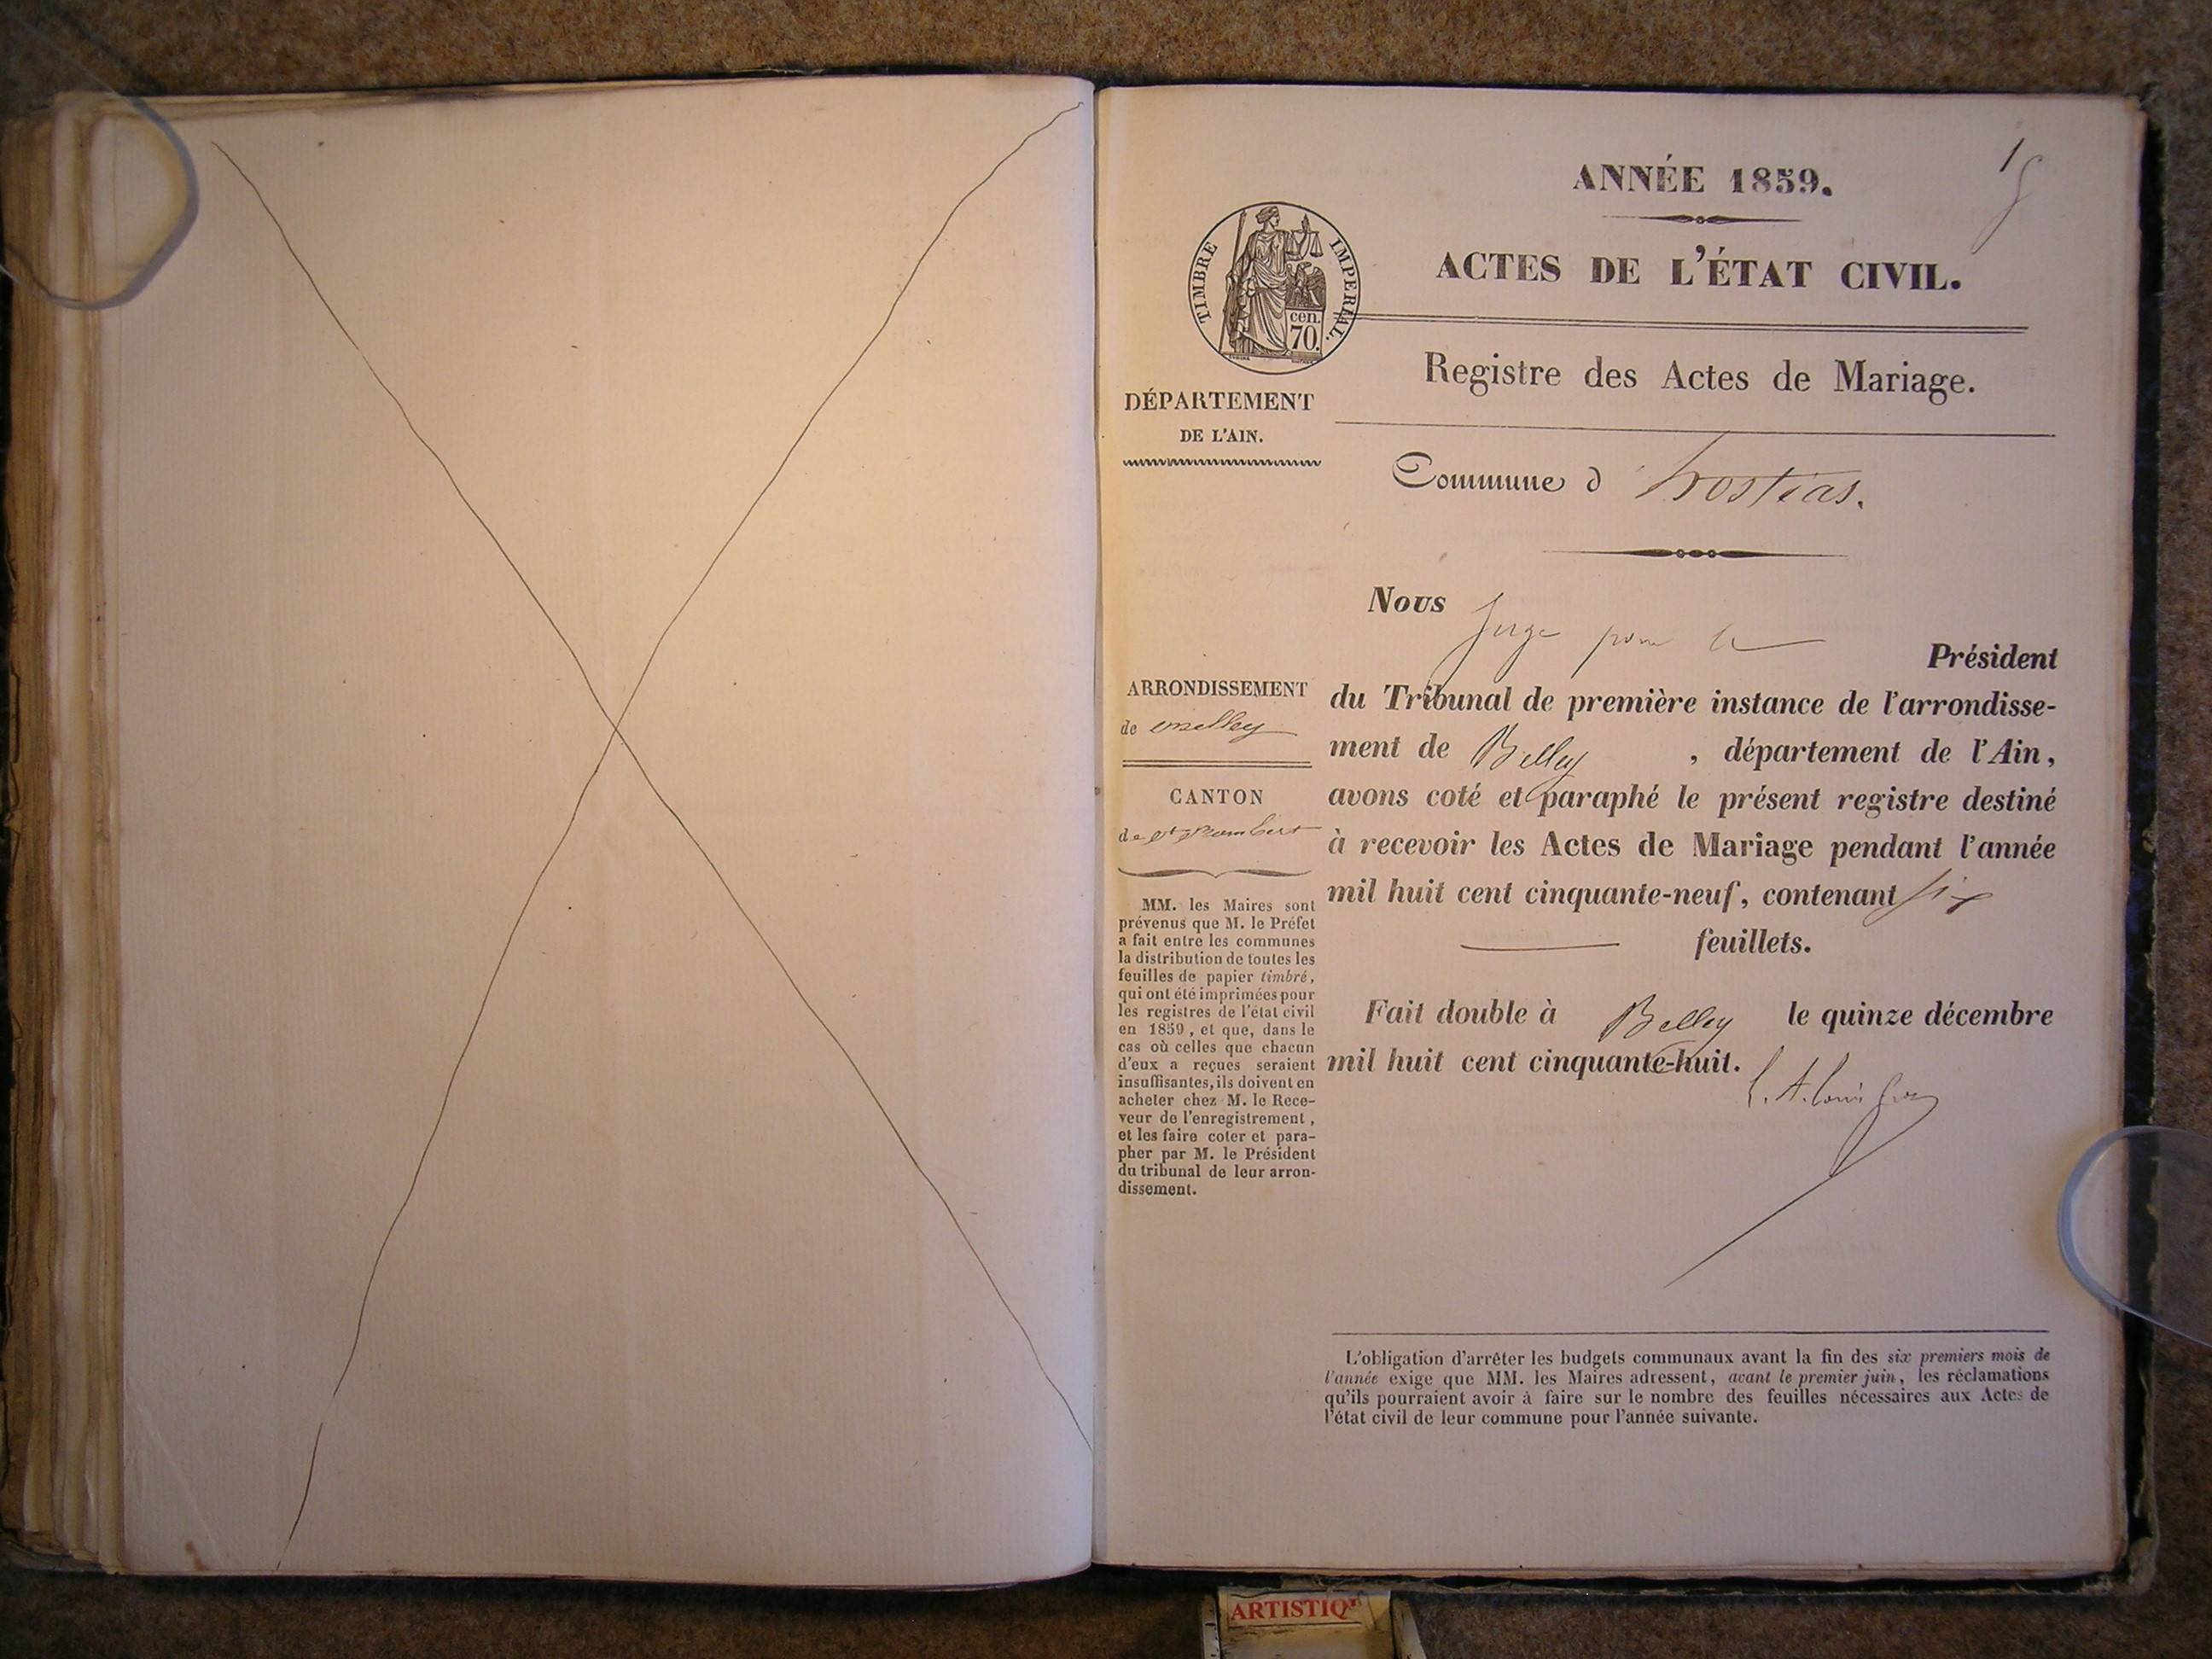 ANNÉE 1859.
ACTES DE L'ÉTAT CIVIL.
TIMBRE IMPERIAL.
cen.
70.
Registre des Actes de Mariage.
DÉPARTEMENT
DE L'AIN.
Commune d'hostias.
Nous Juge pour le
Président
du Tribunal de première instance de l'arrondisse-
ment de Belley , département de l'Ain,
avons coté et paraphé le présent registre destiné
à recevoir les Actes de Mariage pendant l'année
mil huit cent cinquante-neuf, contenant six
feuillets.
Fait double à Belley le quinze décembre
mil huit cent cinquante-huit.
ARRONDISSEMENT
de Belley
CANTON
de St Rambert
MM. les Maires sont
prévenus que M. le Préfet
a fait entre les communes
la distribution de toutes les
feuilles de papier timbré,
qui ont été imprimées pour
les registres de l'état civil
en 1859, et que, dans le
cas où celles que chacun
d'eux a reçues seraient
insuffisantes, ils doivent en
acheter chez M. le Rece-
veur de l'enregistrement,
et les faire coter et para-
pher par M. le Président
du tribunal de leur arron-
dissement.
L'obligation d'arrêter les budgets communaux avant la fin des six premiers mois de
l'année exige que MM. les Maires adressent, avant le premier juin, les réclamations
qu'ils pourraient avoir à faire sur le nombre des feuilles nécessaires aux Actes de
l'état civil de leur commune pour l'année suivante.
ARTISTIQ